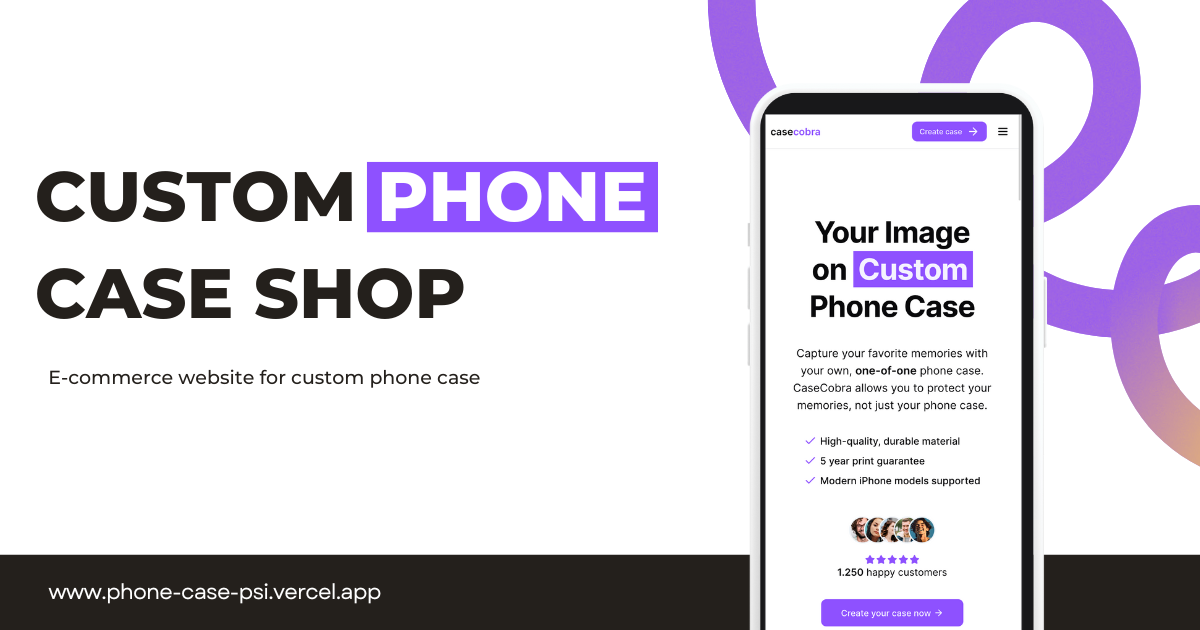 CUSTOM PHONE
CASE SHOP
E-commerce website for custom phone case
www.phone-case-psi.vercel.app
casecobra
Create case →
Your Image
on Custom
Phone Case
Capture your favorite memories with
your own, one-of-one phone case.
CaseCobra allows you to protect your
memories, not just your phone case.
High-quality, durable material
5 year print guarantee
Modern iPhone models supported
1.250 happy customers
Create your case now →